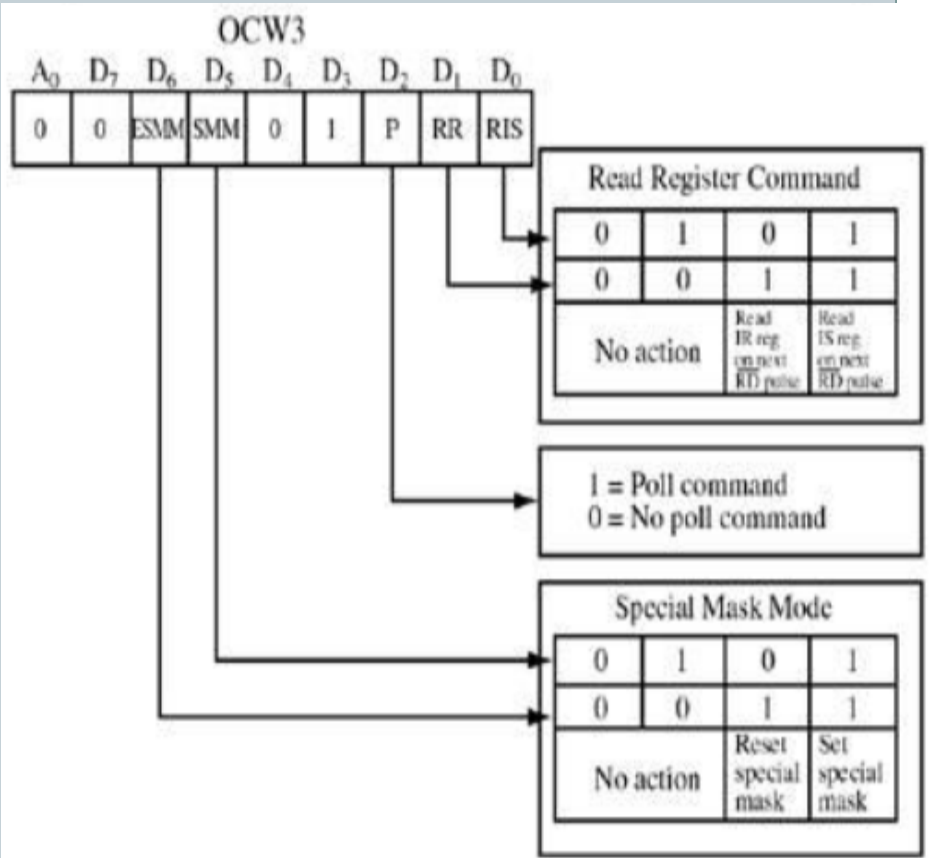 OCW3
A0 D7 D6 D5 D4 D3 D2 D1 D0
0 0 ESMM SMM 0 1 P RR RIS
Read Register Command
0 1 0 1
0 0 1 1
No action
Read
IR reg
on next
RD pulse
Read
IS reg
on next
RD pulse
1 = Poll command
0 = No poll command
Special Mask Mode
0 1 0 1
0 0 1 1
No action
Reset
special
mask
Set
special
mask